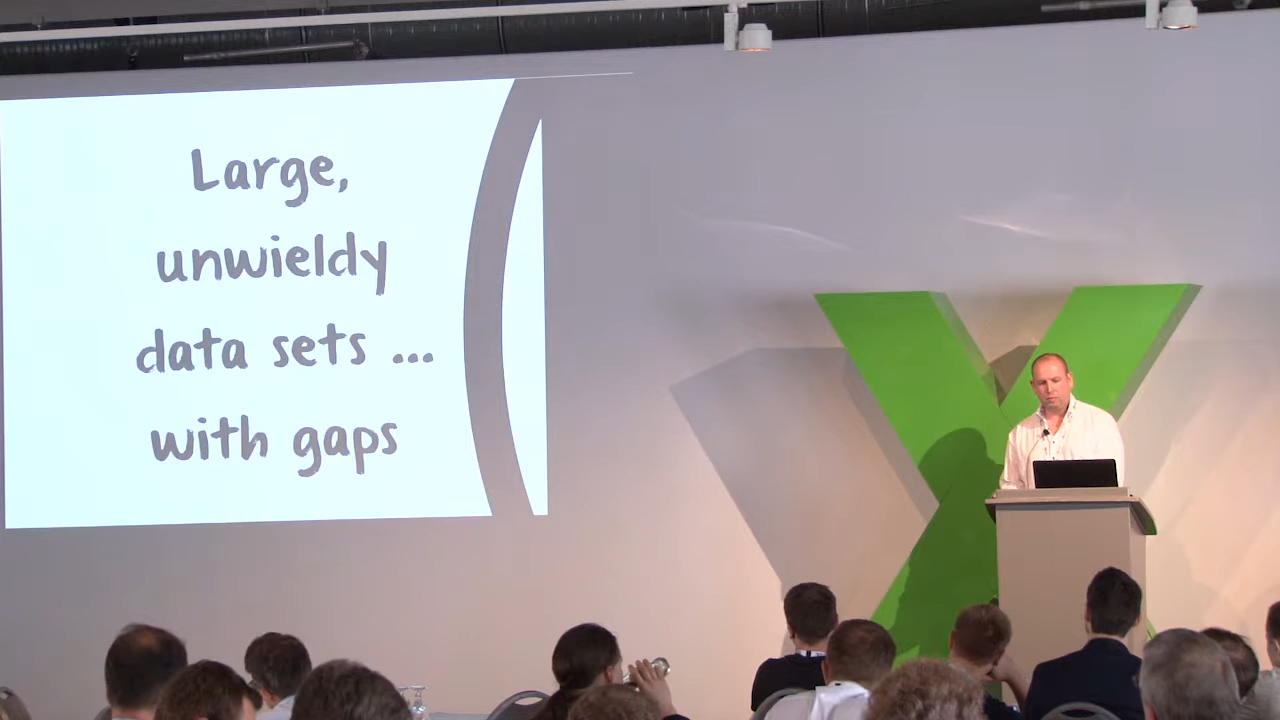 Large,
unwieldy
data sets ...
with gaps
Y